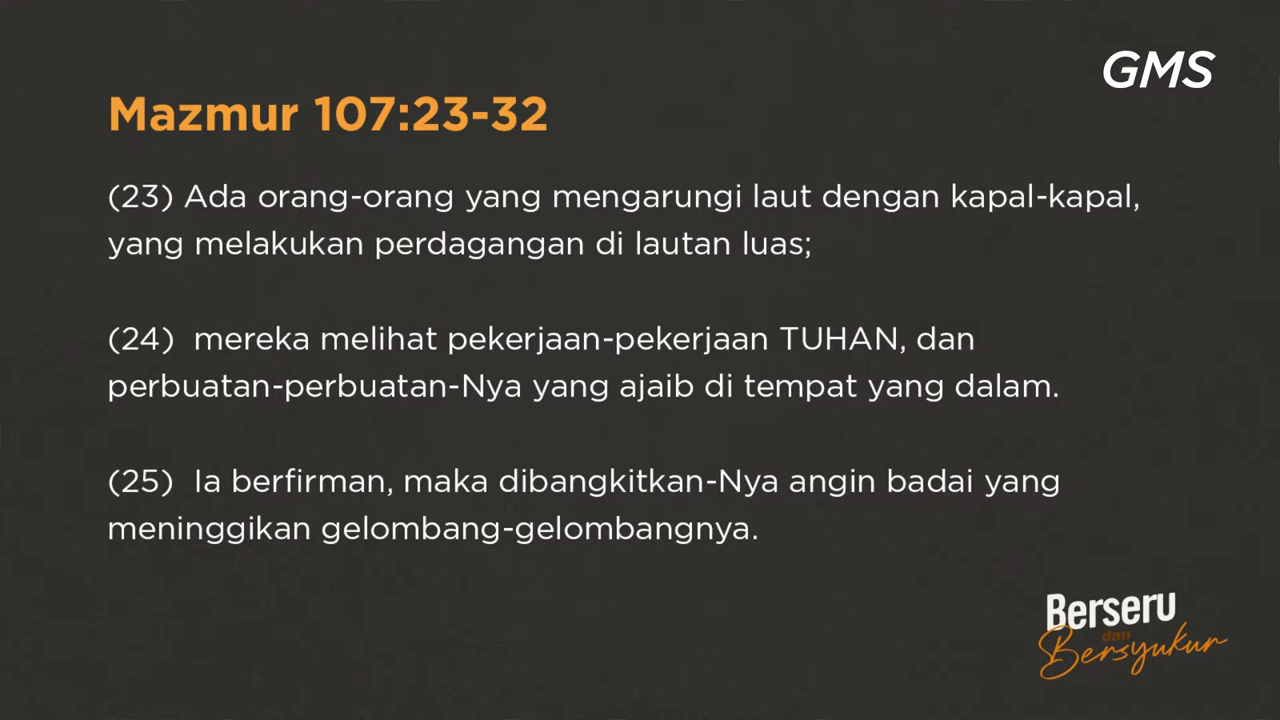 GMS
Mazmur 107:23-32
(23) Ada orang-orang yang mengarungi laut dengan kapal-kapal,
yang melakukan perdagangan di lautan luas;
(24) mereka melihat pekerjaan-pekerjaan TUHAN, dan
perbuatan-perbuatan-Nya yang ajaib di tempat yang dalam.
(25) Ia berfirman, maka dibangkitkan-Nya angin badai yang
meninggikan gelombang-gelombangnya.
Berseru
dan
Bersyukur